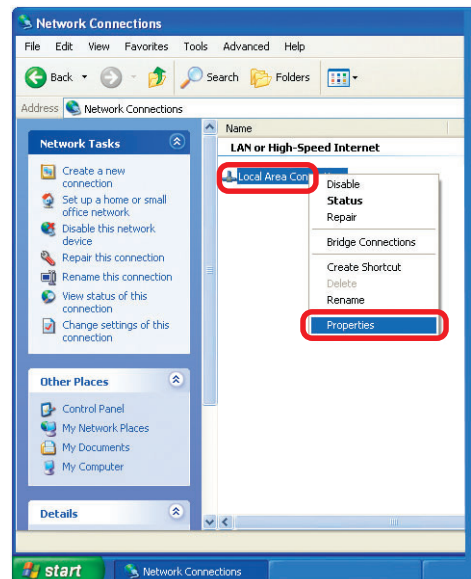 Network Connections
File Edit View Favorites Tools Advanced Help
Back Search Folders
Address Network Connections
Network Tasks
Create a new
connection
Set up a home or small
office network
Disable this network
device
Repair this connection
Rename this connection
View status of this
connection
Change settings of this
connection
Other Places
Control Panel
My Network Places
My Documents
My Computer
Details
Name
LAN or High-Speed Internet
Local Area Con
Disable
Status
Repair
Bridge Connections
Create Shortcut
Delete
Rename
Properties
start Network Connections